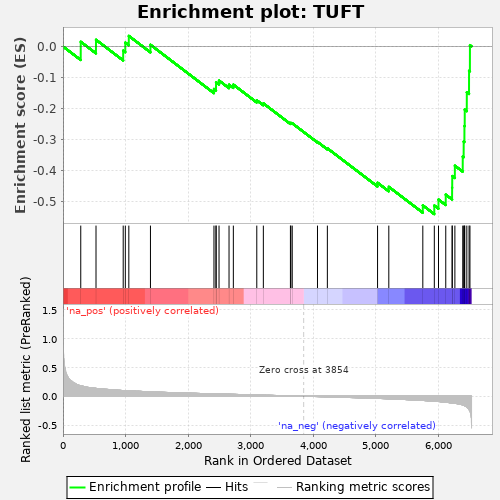 Enrichment plot: TUFT
Enrichment score (ES)
0.0
-0.1
-0.2
-0.3
-0.4
-0.5
'na_pos' (positively correlated)
Ranked list metric (PreRanked)
1.5
1.0
0.5
0.0
-0.5
Zero cross at 3854
'na_neg' (negatively correlated)
0
1,000
2,000
3,000
4,000
5,000
6,000
Rank in Ordered Dataset
Enrichment profile
Hits
Ranking metric scores